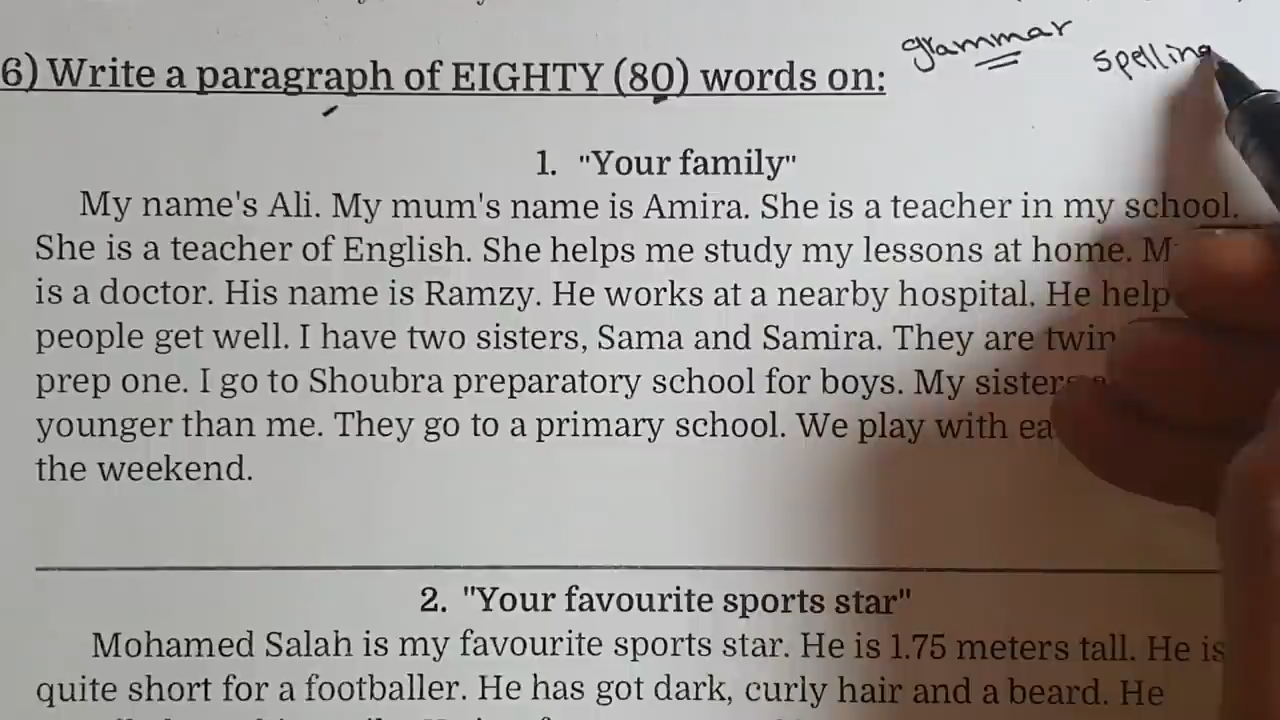 grammar
spelling
6) Write a paragraph of EIGHTY (80) words on:
1. "Your family"
My name's Ali. My mum's name is Amira. She is a teacher in my school.
She is a teacher of English. She helps me study my lessons at home.
is a doctor. His name is Ramzy. He works at a nearby hospital. He
people get well. I have two sisters, Sama and Samira. They are
prep one. I go to Shoubra preparatory school for boys. My
younger than me. They go to a primary school. We play with
the weekend.
2. "Your favourite sports star"
Mohamed Salah is my favourite sports star. He is 1.75 meters tall. He is
quite short for a footballer. He has got dark, curly hair and a beard. He